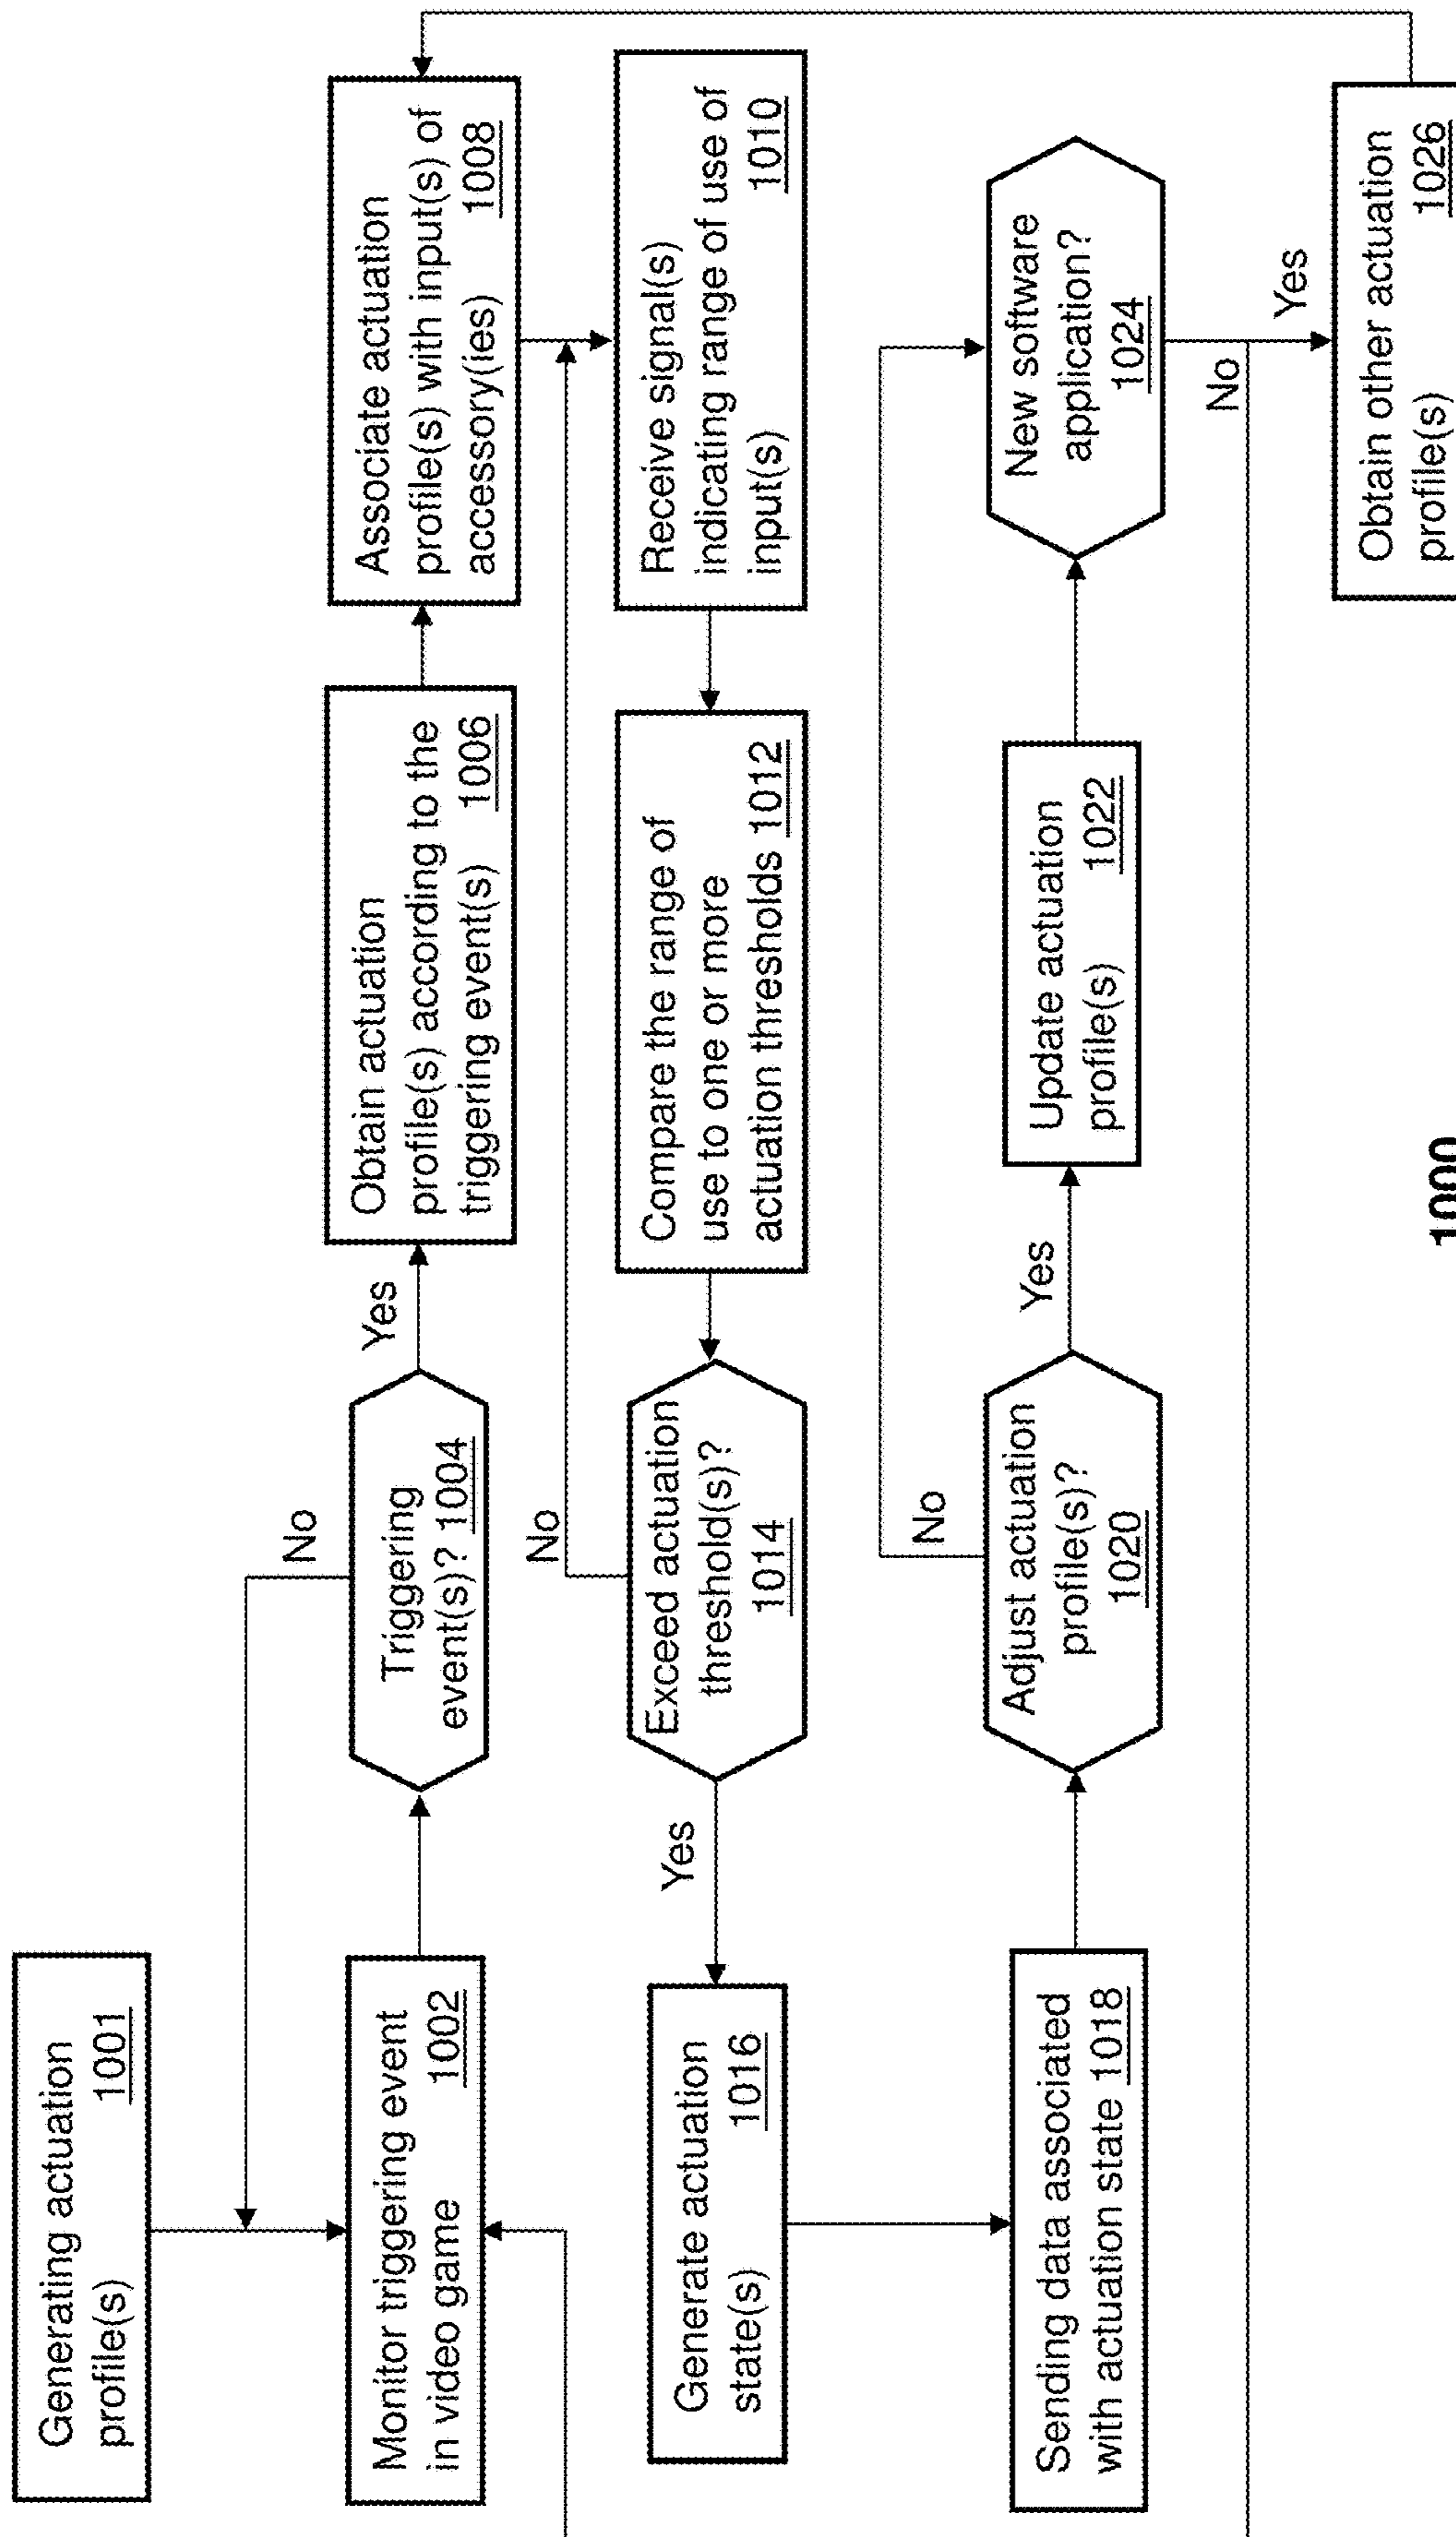 Generating actuation
profile(s) 1001
Monitor triggering event
in video game 1002
Triggering
event(s)? 1004
No
Yes
Obtain actuation
profile(s) according to the
triggering event(s) 1006
Associate actuation
profile(s) with input(s) of
accessory(ies) 1008
Receive signal(s)
indicating range of use of
input(s) 1010
Compare the range of
use to one or more
actuation thresholds 1012
Exceed actuation
threshold(s)?
1014
No
Yes
Generate actuation
state(s) 1016
Sending data associated
with actuation state 1018
Adjust actuation
profile(s)?
1020
No
Yes
Update actuation
profile(s) 1022
New software
application?
1024
No
Yes
Obtain other actuation
profile(s) 1026
1000